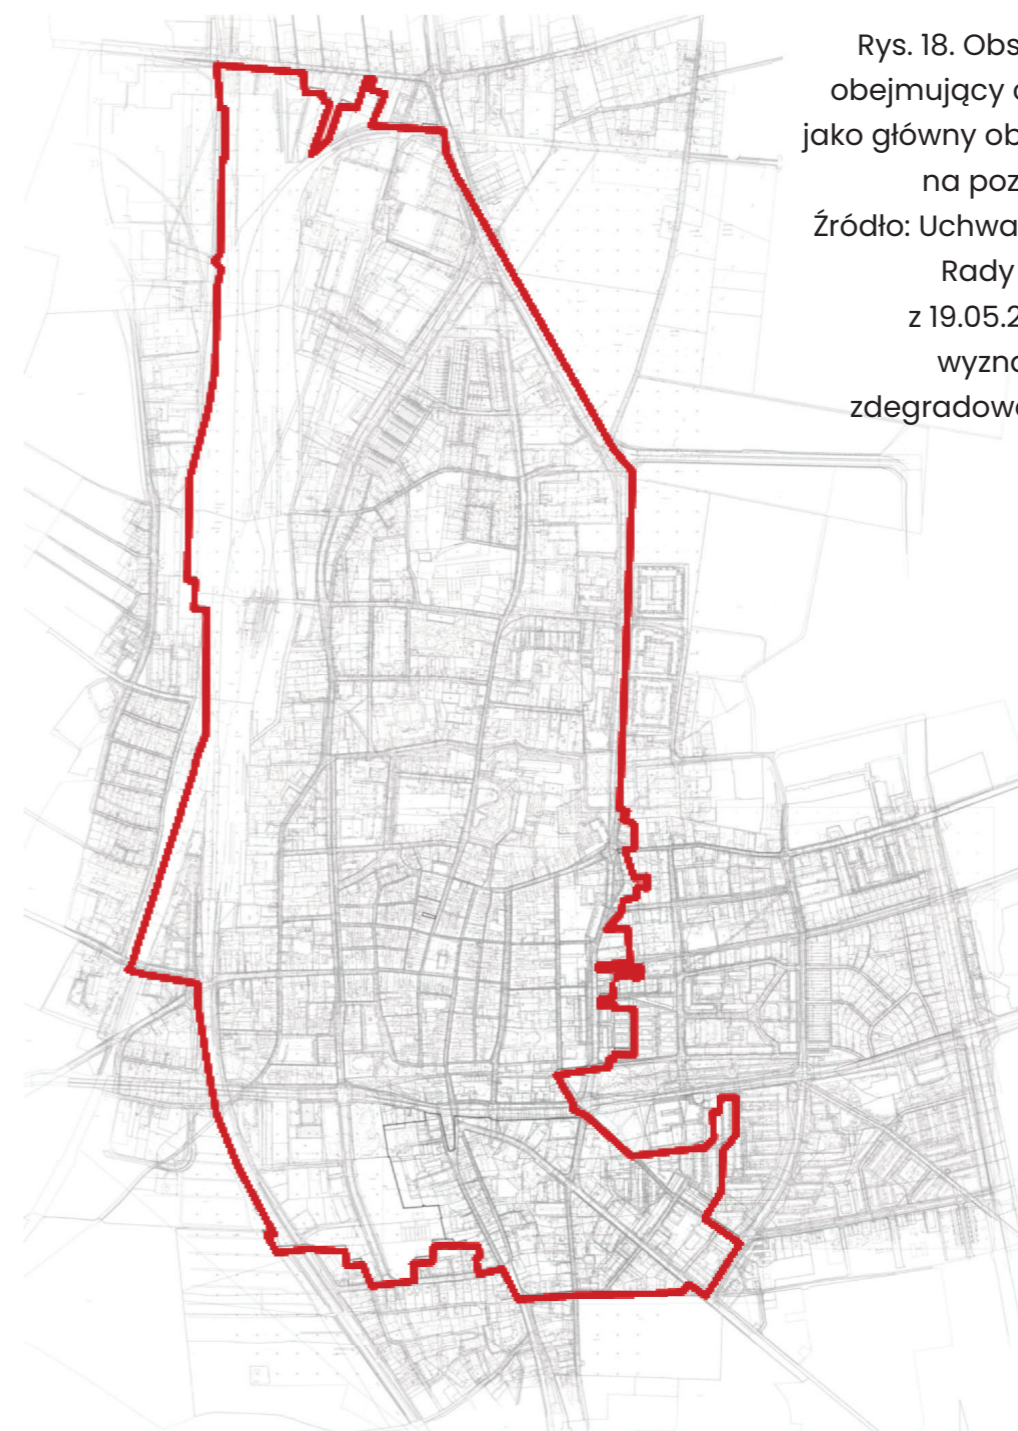 Rys. 18. Obs
obejmujący
jako główny ob
na poz
Źródło: Uchwa
Rady
z 19.05.2
wyzna
zdegradowa